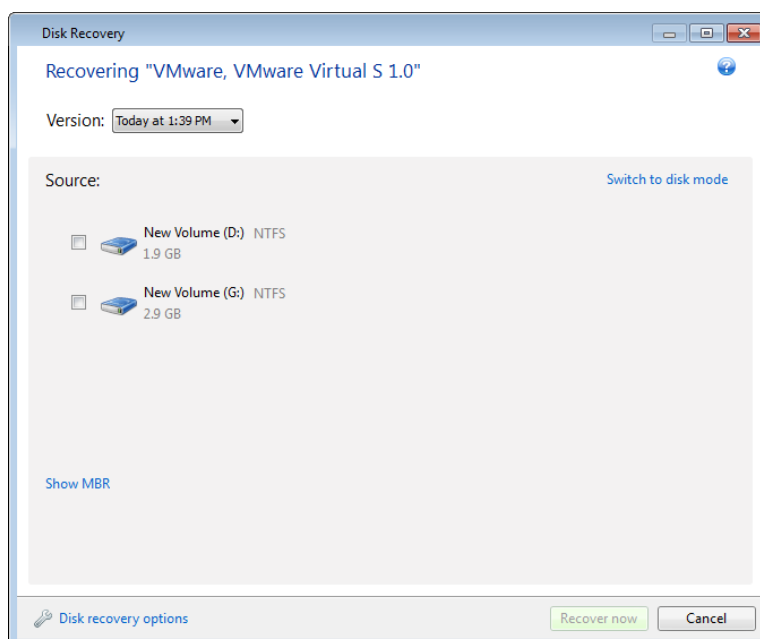 Disk Recovery
Recovering "VMware, VMware Virtual S 1.0"
?
Version: Today at 1:39 PM
Source: Switch to disk mode
New Volume (D:) NTFS
1.9 GB
New Volume (G:) NTFS
2.9 GB
Show MBR
Disk recovery options Recover now Cancel